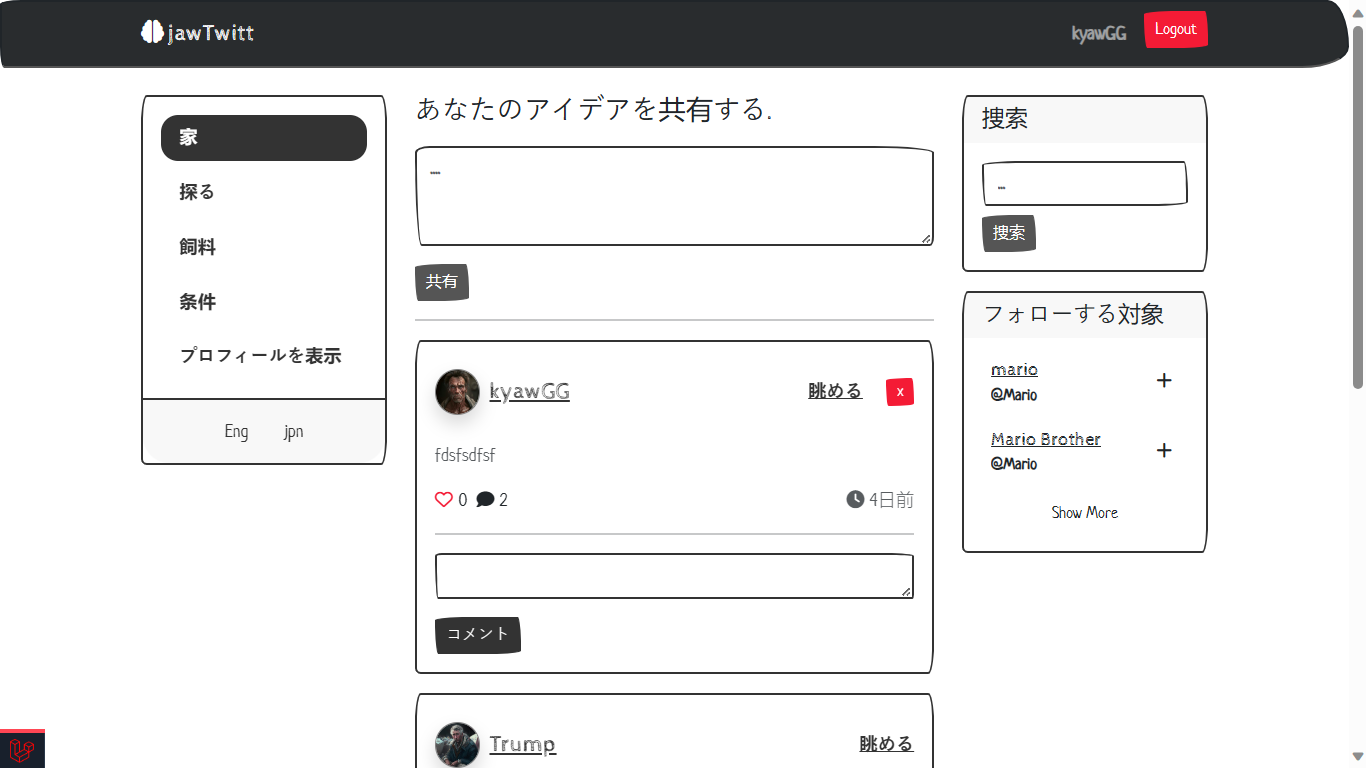 jawTwitt
kyawGG
Logout
家
探る
飼料
条件
プロフィールを表示
Eng jpn
あなたのアイデアを共有する.
....
共有
kyawGG
眺める
x
fdsfsdfsf
0 2
4日前
コメント
Trump
眺める
捜索
...
捜索
フォローする対象
mario
@Mario
+
Mario Brother
@Mario
+
Show More